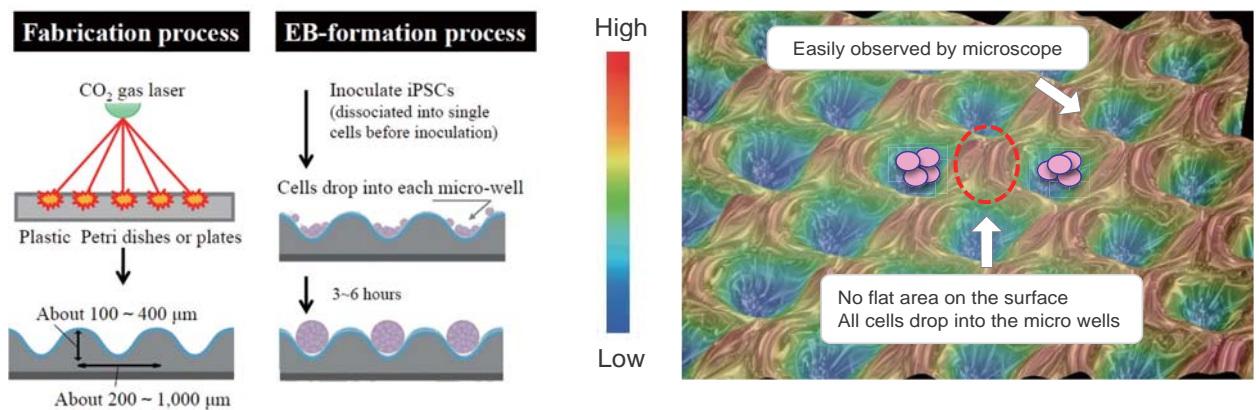 Fabrication process
CO₂ gas laser
Plastic Petri dishes or plates
About 100 ~ 400 μm
About 200 ~ 1,000 μm
EB-formation process
Inoculate iPSCs
(dissociated into single
cells before inoculation)
Cells drop into each micro-well
3~6 hours
High
Low
Easily observed by microscope
No flat area on the surface
All cells drop into the micro wells